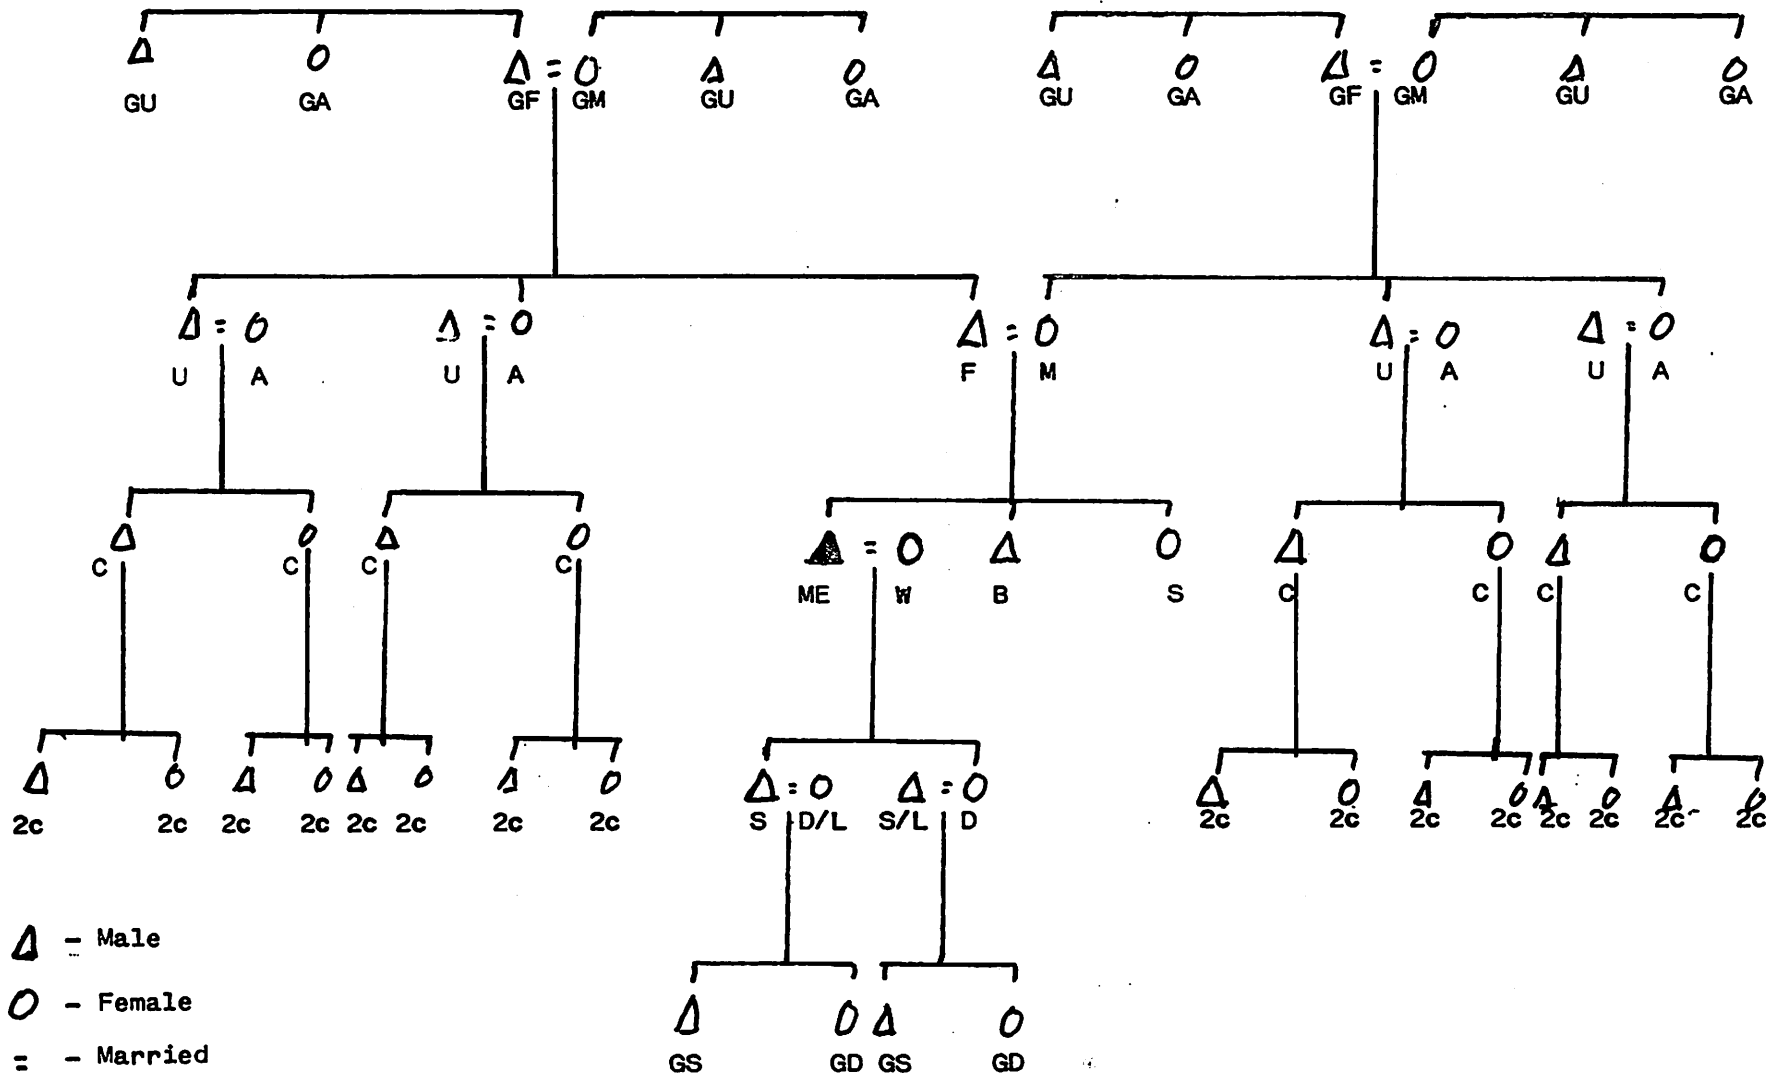 GU GA GF GM GU GA GU GA GF GM GU GA
U A U A F M U A U A
C C C C ME W B S C C C C
2c 2c 2c 2c 2c 2c 2c 2c S D/L S/L D 2c 2c 2c 2c 2c 2c 2c 2c
- Male
- Female
= - Married
GS GD GS GD